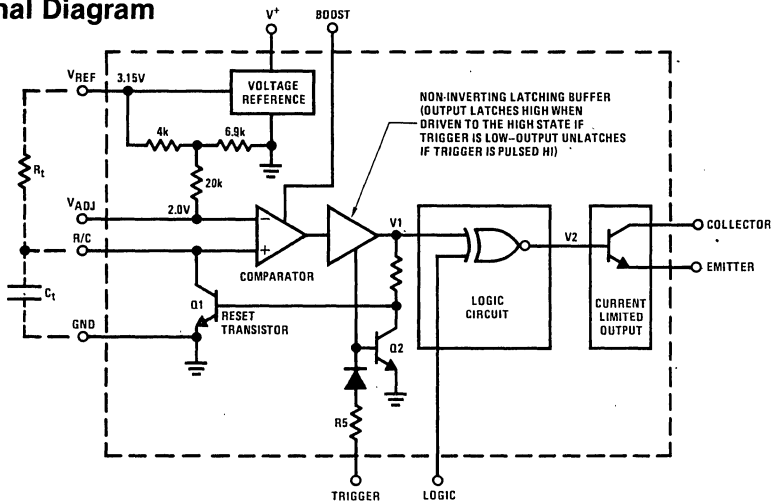 nal Diagram
V+
BOOST
VREF
3.15V
VOLTAGE
REFERENCE
4k
6.9k
NON-INVERTING LATCHING BUFFER
(OUTPUT LATCHES HIGH WHEN
DRIVEN TO THE HIGH STATE IF
TRIGGER IS LOW–OUTPUT UNLATCHES
IF TRIGGER IS PULSED HI)
Rt
20k
VADJ
2.0V
R/C
COMPARATOR
V1
V2
COLLECTOR
EMITTER
LOGIC
CIRCUIT
CURRENT
LIMITED
OUTPUT
Ct
Q1
RESET
TRANSISTOR
GND
Q2
R5
TRIGGER
LOGIC